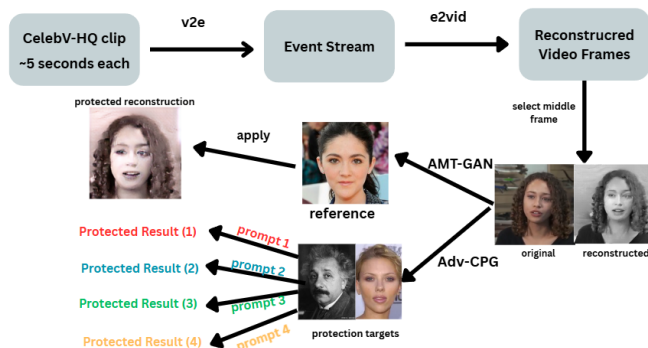 CelebV-HQ clip
~5 seconds each
v2e
Event Stream
e2vid
Reconstrucred
Video Frames
protected reconstruction
select middle
frame
apply
AMT-GAN
reference
original
reconstructed
Adv-CPG
Protected Result (1)
prompt 1
Protected Result (2)
prompt 2
Protected Result (3)
prompt 3
Protected Result (4)
prompt 4
protection targets